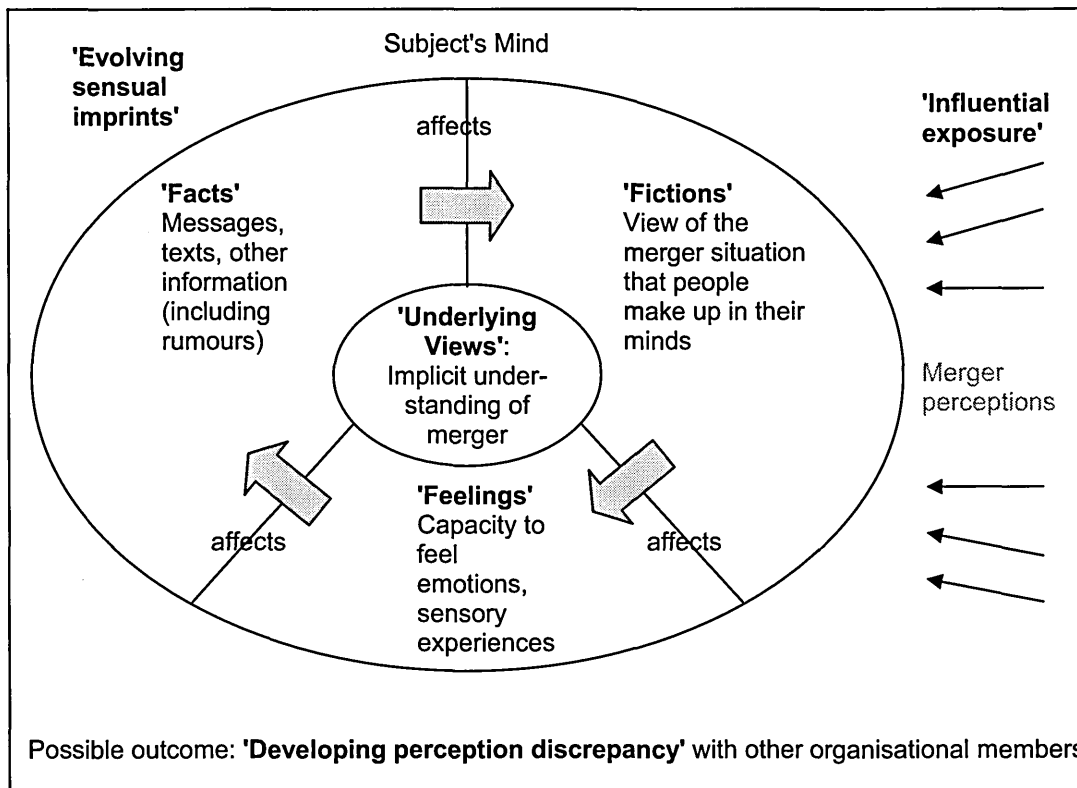 Subject's Mind
'Evolving
sensual
imprints'
'Influential
exposure'
affects
'Facts'
Messages,
texts, other
information
(including
rumours)
'Fictions'
View of the
merger situation
that people
make up in their
minds
'Underlying
Views':
Implicit under-
standing of
merger
Merger
perceptions
'Feelings'
Capacity to
feel
emotions,
sensory
experiences
affects
affects
Possible outcome: 'Developing perception discrepancy' with other organisational members